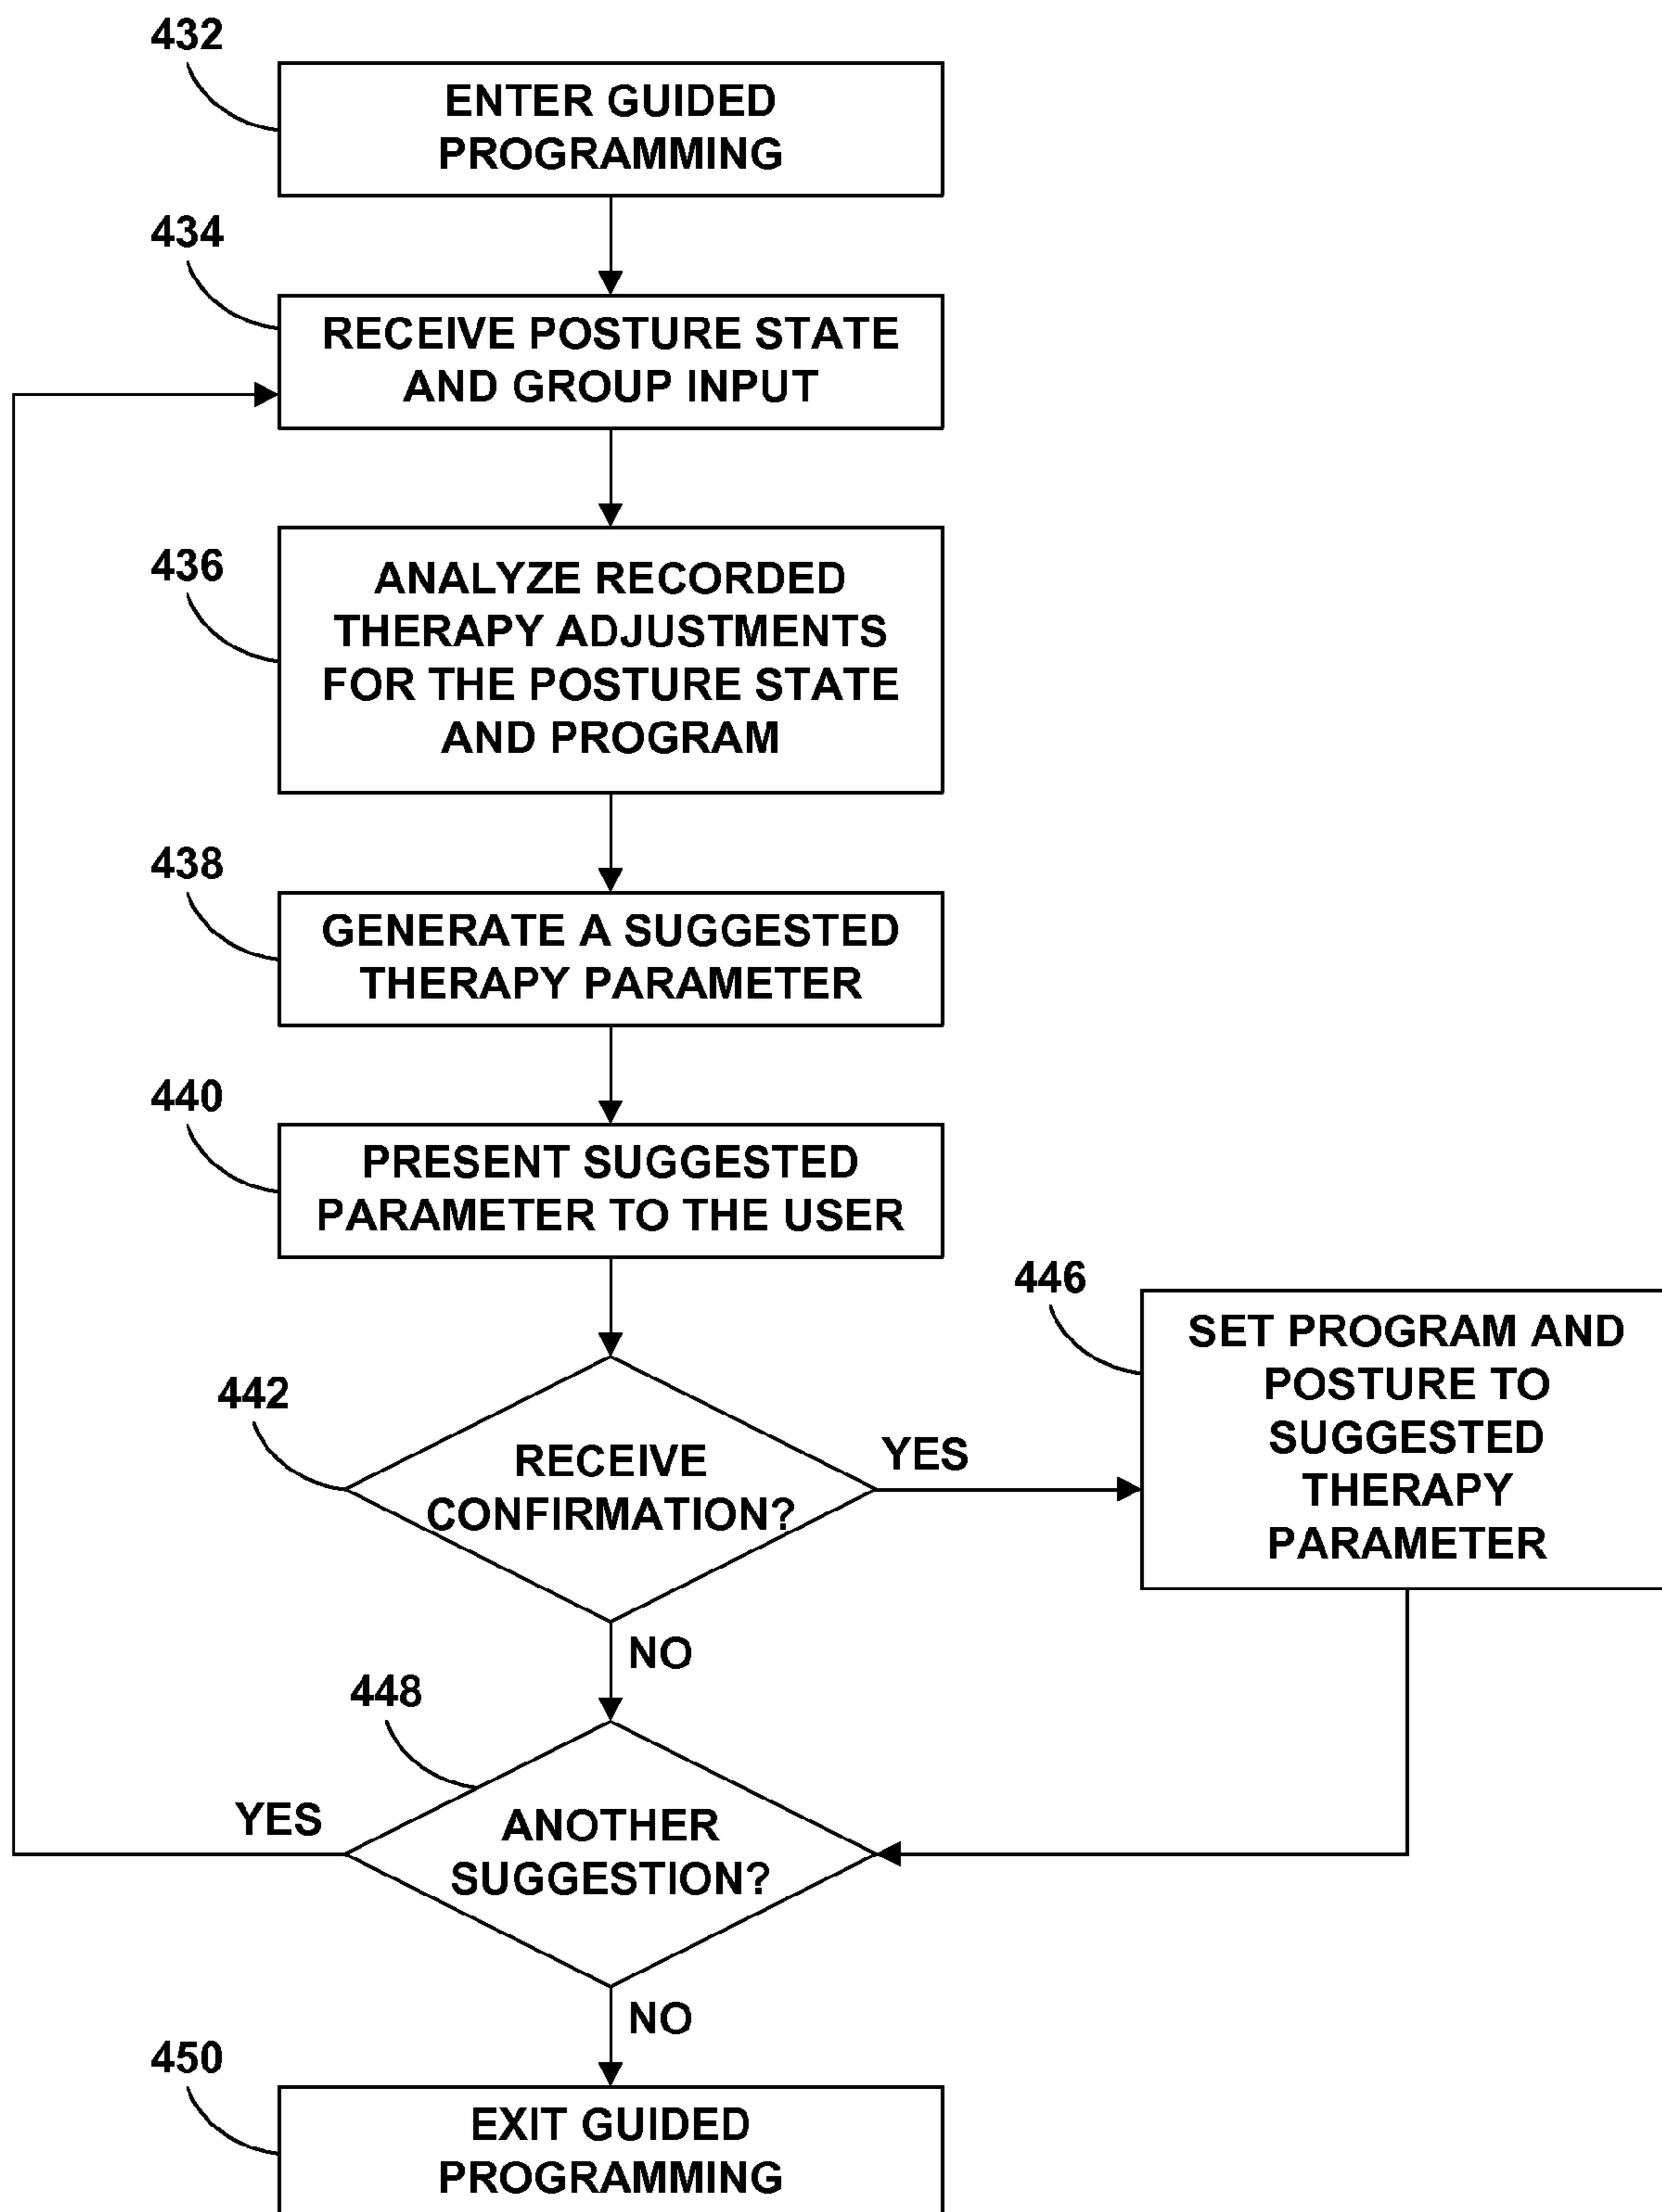 432
ENTER GUIDED
PROGRAMMING
434
RECEIVE POSTURE STATE
AND GROUP INPUT
436
ANALYZE RECORDED
THERAPY ADJUSTMENTS
FOR THE POSTURE STATE
AND PROGRAM
438
GENERATE A SUGGESTED
THERAPY PARAMETER
440
PRESENT SUGGESTED
PARAMETER TO THE USER
442
RECEIVE
CONFIRMATION?
YES
446
SET PROGRAM AND
POSTURE TO
SUGGESTED
THERAPY
PARAMETER
NO
448
ANOTHER
SUGGESTION?
YES
NO
450
EXIT GUIDED
PROGRAMMING